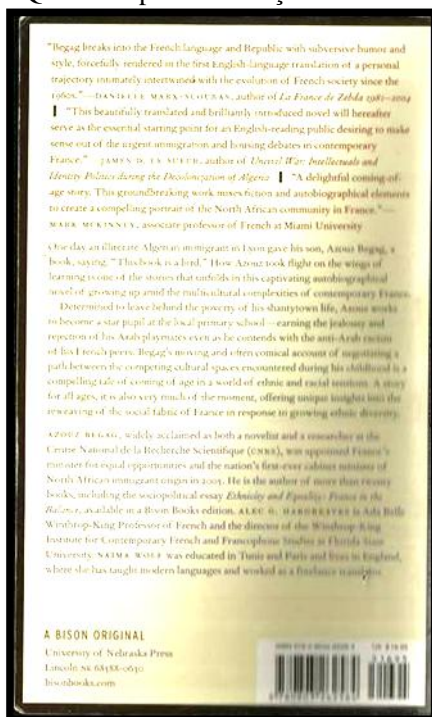 "Begag breaks into the French language and Republic with subversive humor and
style, forcefully rendered in the first English-language translation of a personal
trajectory intimately intertwined with the evolution of French society since the
1960s."—DANIELLE MARX-SCOURAS, author of La France de Zebda 1981–2004
"This beautifully translated and brilliantly introduced novel will hereafter
serve as the essential starting point for an English-reading public desiring to make
sense out of the urgent immigration and housing debates in contemporary
France." JAMES D. LE SUEUR, author of Uncivil War: Intellectuals and
Identity Politics during the Decolonization of Algeria "A delightful coming-of-
age story. This groundbreaking work mixes fiction and autobiographical elements
to create a compelling portrait of the North African community in France."—
MARK MCKINNEY, associate professor of French at Miami University
One day an illiterate Algerian immigrant in Lyon gave his son, Azouz Begag, a
book, saying, "This book is a bird." How Azouz took flight on the wings of
learning is one of the stories that unfolds in this captivating autobiographical
novel of growing up amid the multicultural complexities of contemporary France.
Determined to leave behind the poverty of his shantytown life, Azouz works
to become a star pupil at the local primary school—earning the jealousy and
rejection of his Arab playmates even as he contends with the anti-Arab racism
of his French peers. Begag's moving and often comical account of negotiating a
path between the competing cultural spaces encountered during his childhood is a
compelling tale of coming of age in a world of ethnic and racial tensions. A story
for all ages, it is also very much of the moment, offering unique insights into the
reweaving of the social fabric of France in response to growing ethnic diversity.
AZOUZ BEGAG, widely acclaimed as both a novelist and a researcher at the
Centre National de la Recherche Scientifique (CNRS), was appointed France's
minister for equal opportunities and the nation's first-ever cabinet minister of
North African immigrant origin in 2005. He is the author of more than twenty
books, including the sociopolitical essay Ethnicity and Equality: France in the
Balance, available in a Bison Books edition. ALEC G. HARGREAVES is Ada Belle
Winthrop-King Professor of French and the director of the Winthrop-King
Institute for Contemporary French and Francophone Studies at Florida State
University. NAÏMA WOLF was educated in Tunis and Paris and lives in England,
where she has taught modern languages and worked as a freelance translator.
A BISON ORIGINAL
University of Nebraska Press
Lincoln NE 68588-0630
bisonbooks.com